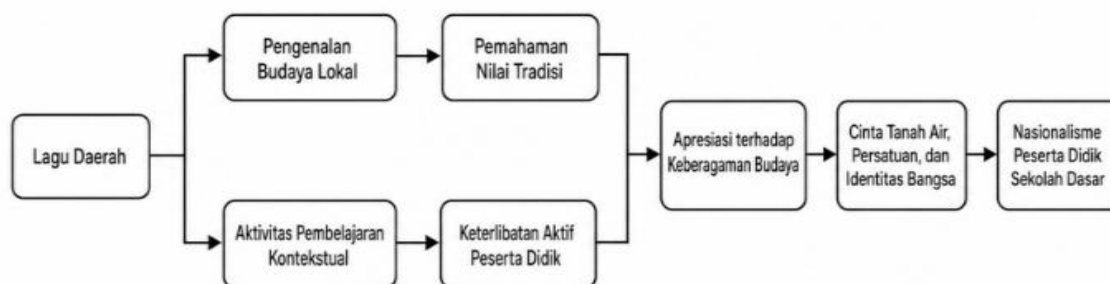 Lagu Daerah
Pengenalan
Budaya Lokal
Pemahaman
Nilai Tradisi
Aktivitas Pembelajaran
Kontekstual
Keterlibatan Aktif
Peserta Didik
Apresiasi terhadap
Keberagaman Budaya
Cinta Tanah Air,
Persatuan, dan
Identitas Bangsa
Nasionalisme
Peserta Didik
Sekolah Dasar